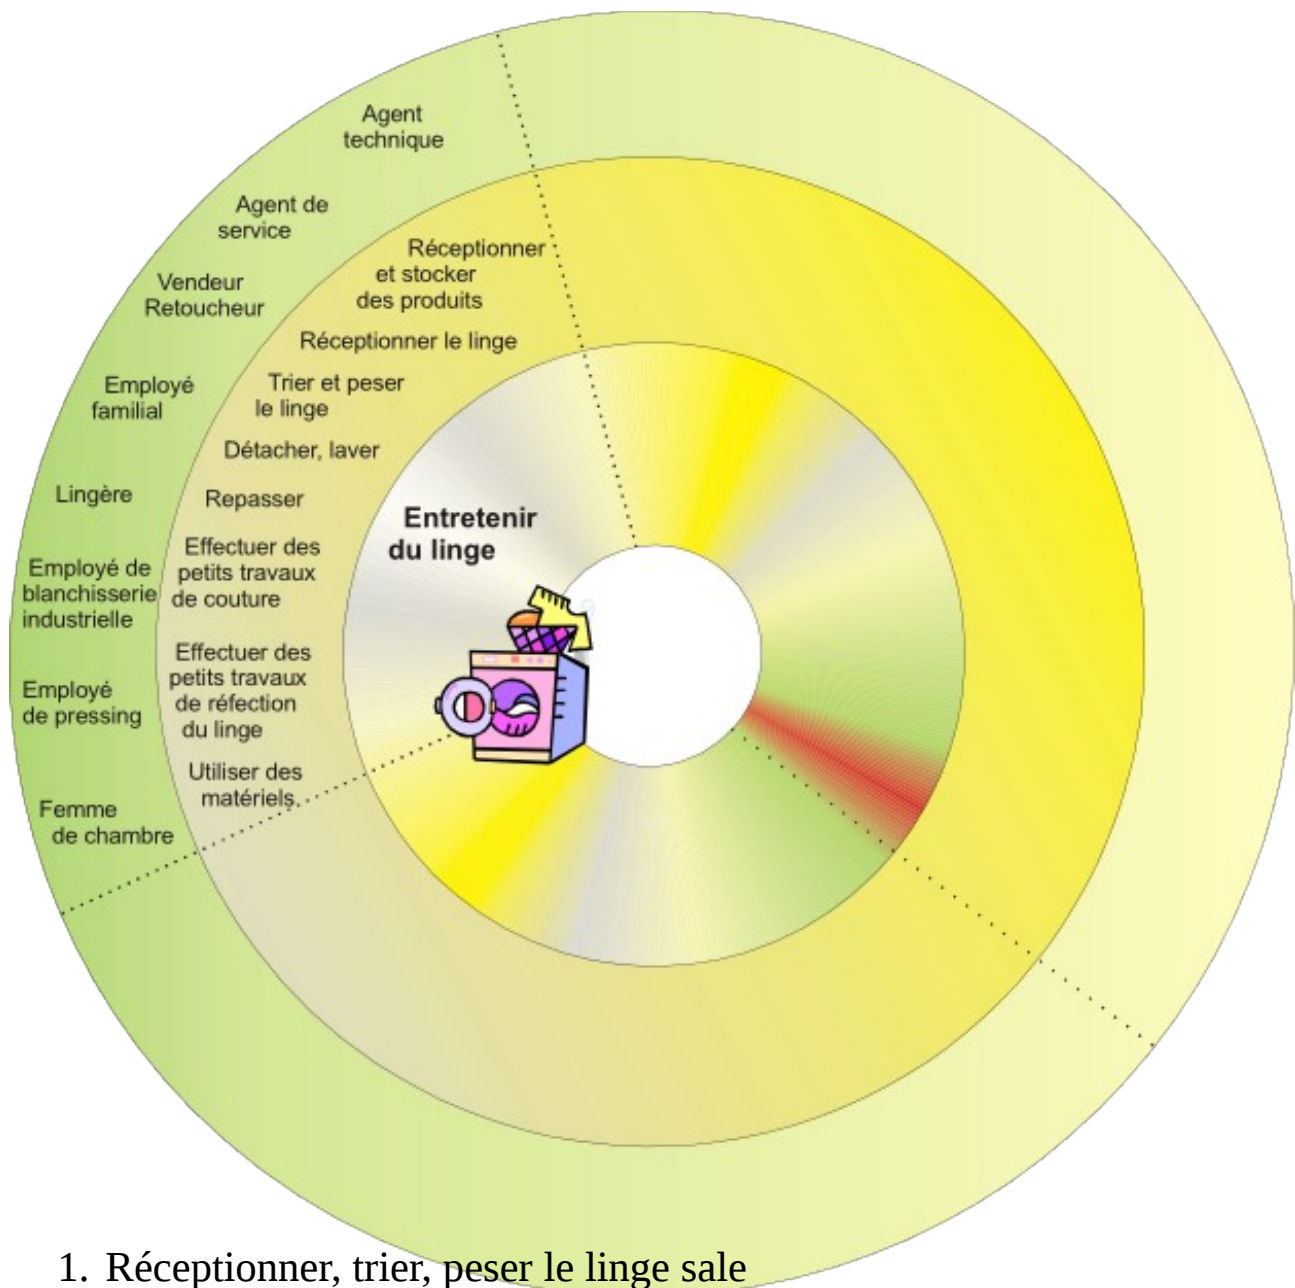 Agent
technique
Agent de
service
Vendeur
Retoucheur
Employé
familial
Lingère
Employé de
blanchisserie
industrielle
Employé
de pressing
Femme
de chambre
Réceptionner
et stocker
des produits
Réceptionner le linge
Trier et peser
le linge
Détacher, laver
Repasser
Effectuer des
petits travaux
de couture
Effectuer des
petits travaux
de réfection
du linge
Utiliser des
matériels
Entretenir
du linge
1. Réceptionner, trier, peser le linge sale